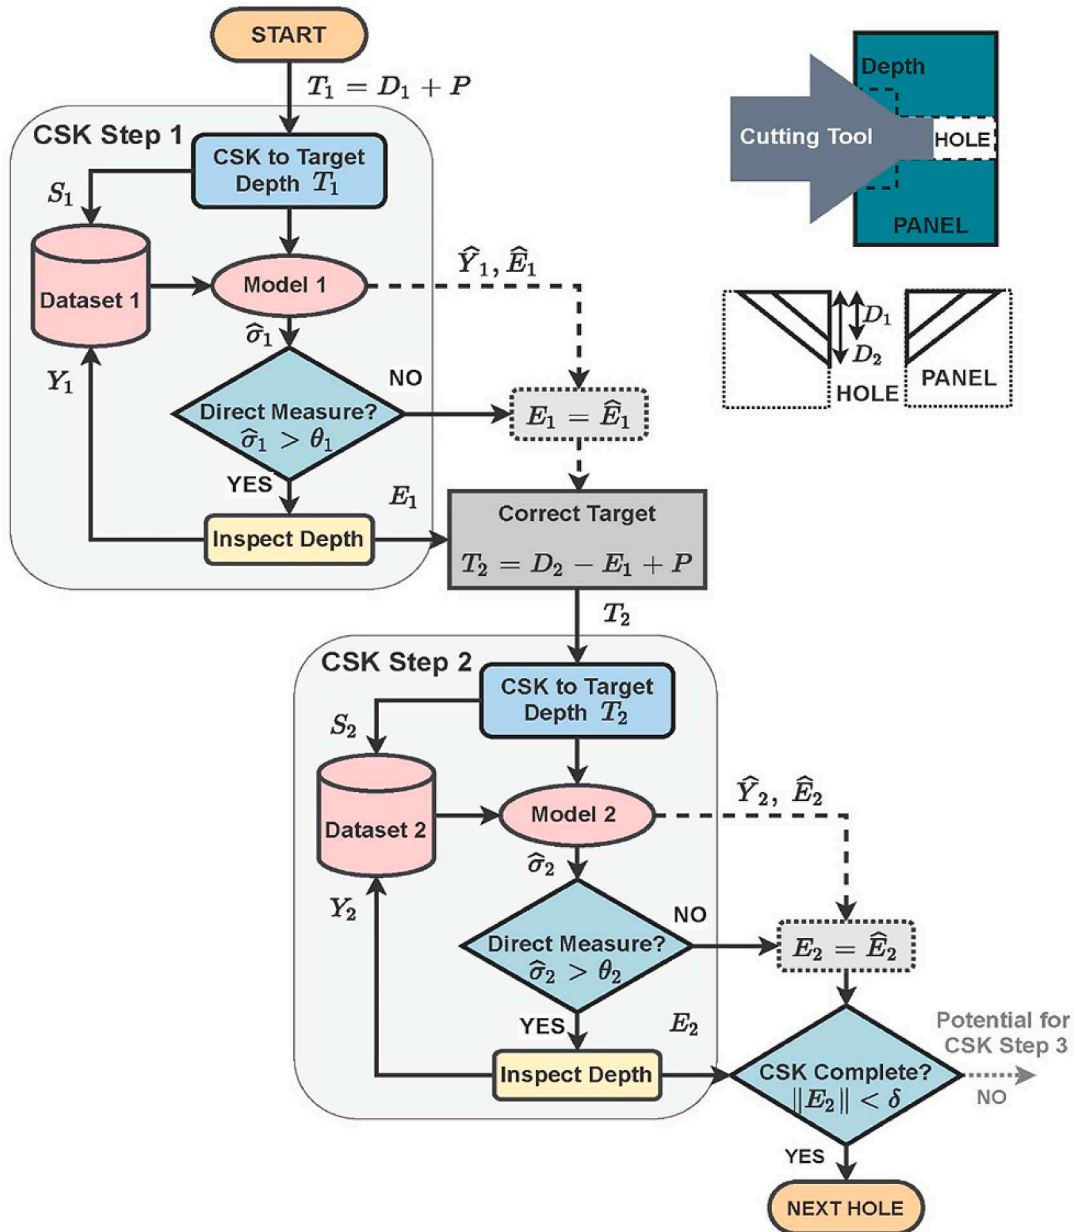 START
T₁ = D₁ + P
CSK Step 1
CSK to Target
Depth T₁
S₁
Dataset 1
Model 1
Ŷ₁, Ê₁
σ̂₁
Y₁
Direct Measure?
σ̂₁ > θ₁
NO
E₁ = Ê₁
YES
E₁
Inspect Depth
Correct Target
T₂ = D₂ − E₁ + P
T₂
Depth
Cutting Tool
HOLE
PANEL
D₁
D₂
HOLE
PANEL
CSK Step 2
CSK to Target
Depth T₂
S₂
Dataset 2
Model 2
Ŷ₂, Ê₂
σ̂₂
Y₂
Direct Measure?
σ̂₂ > θ₂
NO
E₂ = Ê₂
YES
E₂
Inspect Depth
CSK Complete?
‖E₂‖ < δ
Potential for
CSK Step 3
NO
YES
NEXT HOLE